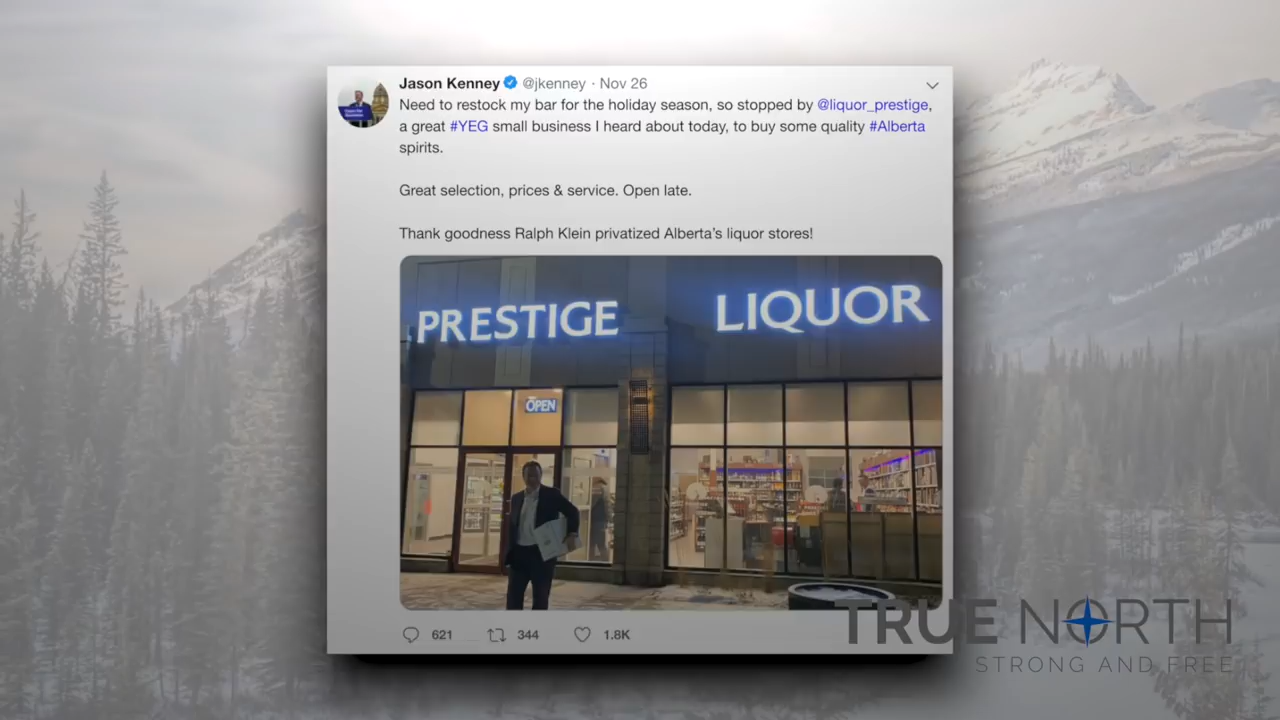 Jason Kenney @jkenney · Nov 26
Need to restock my bar for the holiday season, so stopped by @liquor_prestige,
a great #YEG small business I heard about today, to buy some quality #Alberta
spirits.
Great selection, prices & service. Open late.
Thank goodness Ralph Klein privatized Alberta's liquor stores!
PRESTIGE LIQUOR
OPEN
621 344 1.8K
TRUE NORTH
STRONG AND FREE